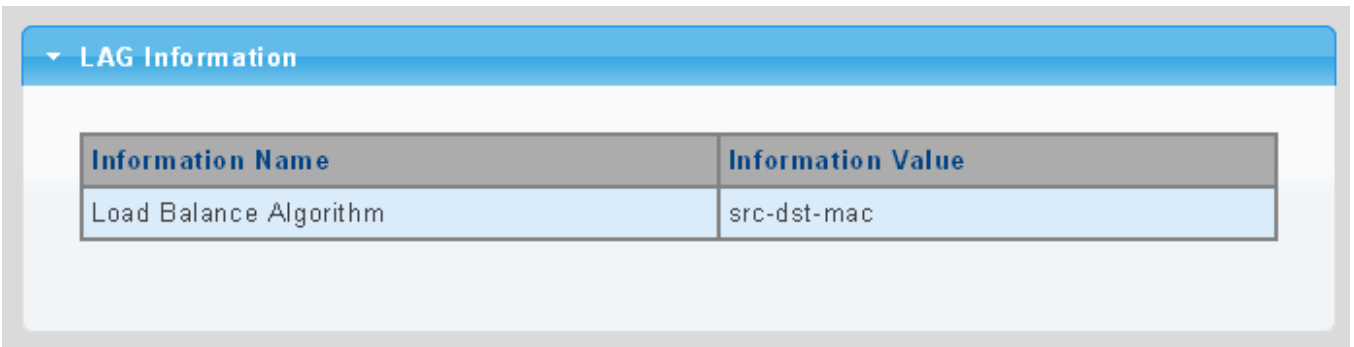 LAG Information
Information Name Information Value
Load Balance Algorithm src-dst-mac